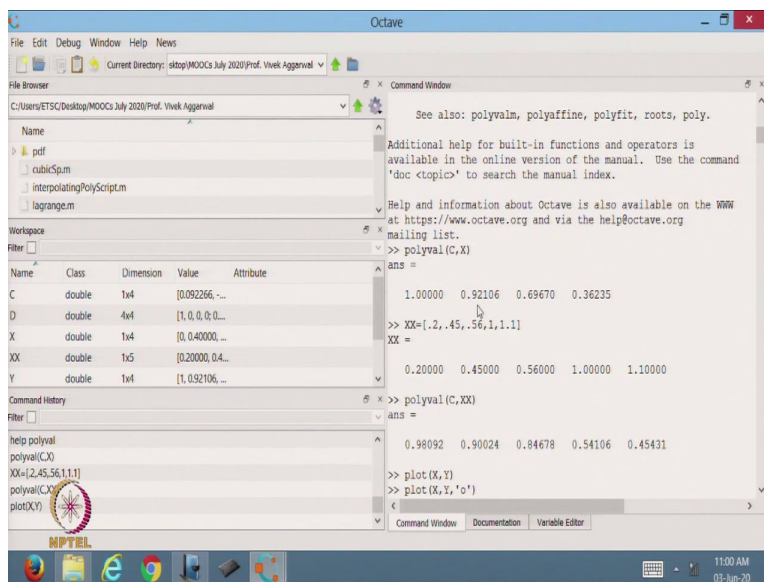 Octave
File Edit Debug Window Help News
Current Directory: sktop\MOOCs July 2020\Prof. Vivek Aggarwal
File Browser
C:/Users/ETSC/Desktop/MOOCs July 2020/Prof. Vivek Aggarwal
Name
pdf
cubicSp.m
interpolatingPolyScript.m
lagrange.m
Workspace
Filter
Name Class Dimension Value Attribute
C double 1x4 [0.092266, -...
D double 4x4 [1, 0, 0, 0; 0....
X double 1x4 [0, 0.40000, ...
XX double 1x5 [0.20000, 0.4...
Y double 1x4 [1, 0.92106, ...
Command History
Filter
help polyval
polyval(C,X)
XX=[.2,.45,.56,1,1.1]
polyval(C,XX)
plot(X,Y)
NPTEL
Command Window
See also: polyvalm, polyaffine, polyfit, roots, poly.
Additional help for built-in functions and operators is
available in the online version of the manual. Use the command
'doc <topic>' to search the manual index.
Help and information about Octave is also available on the WWW
at https://www.octave.org and via the help@octave.org
mailing list.
>> polyval(C,X)
ans =
1.00000 0.92106 0.69670 0.36235
>> XX=[.2,.45,.56,1,1.1]
XX =
0.20000 0.45000 0.56000 1.00000 1.10000
>> polyval(C,XX)
ans =
0.98092 0.90024 0.84678 0.54106 0.45431
>> plot(X,Y)
>> plot(X,Y,'o')
Command Window Documentation Variable Editor
11:00 AM
03-Jun-20